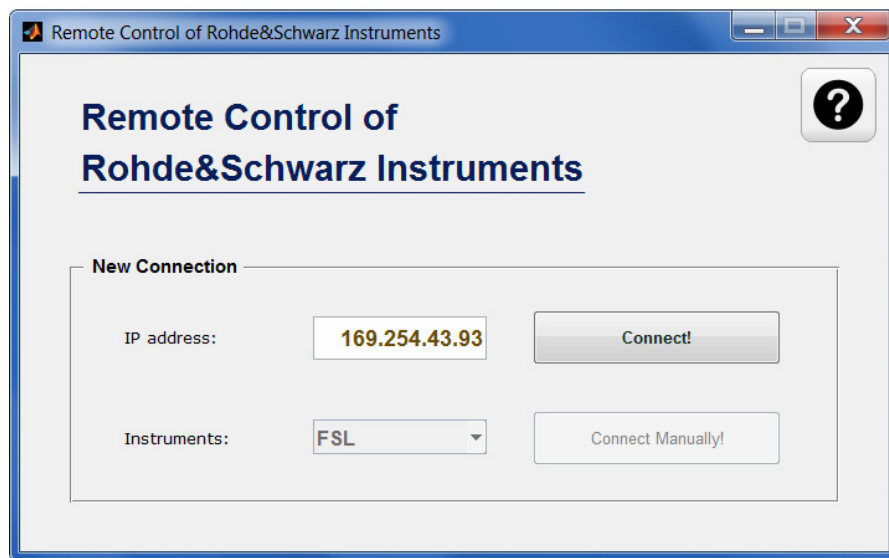 Remote Control of Rohde&Schwarz Instruments
Remote Control of
Rohde&Schwarz Instruments
New Connection
IP address:
169.254.43.93
Connect!
Instruments:
FSL
Connect Manually!